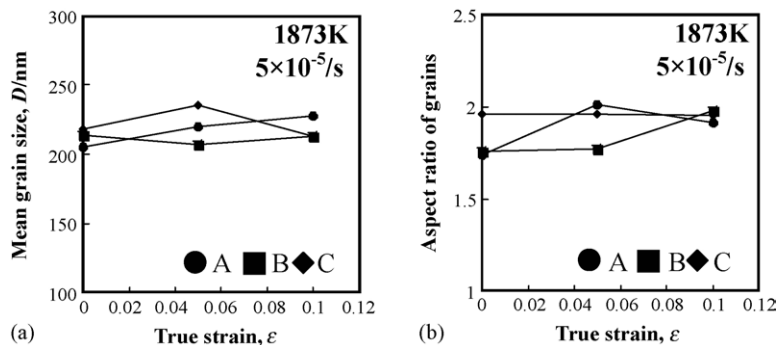 300
1873K
5×10⁻⁵/s
250
200
150
100
Mean grain size, D/nm
A B C
0 0.02 0.04 0.06 0.08 0.1 0.12
(a) True strain, ε
2.5
1873K
5×10⁻⁵/s
2
1.5
1
Aspect ratio of grains
A B C
0 0.02 0.04 0.06 0.08 0.1 0.12
(b) True strain, ε